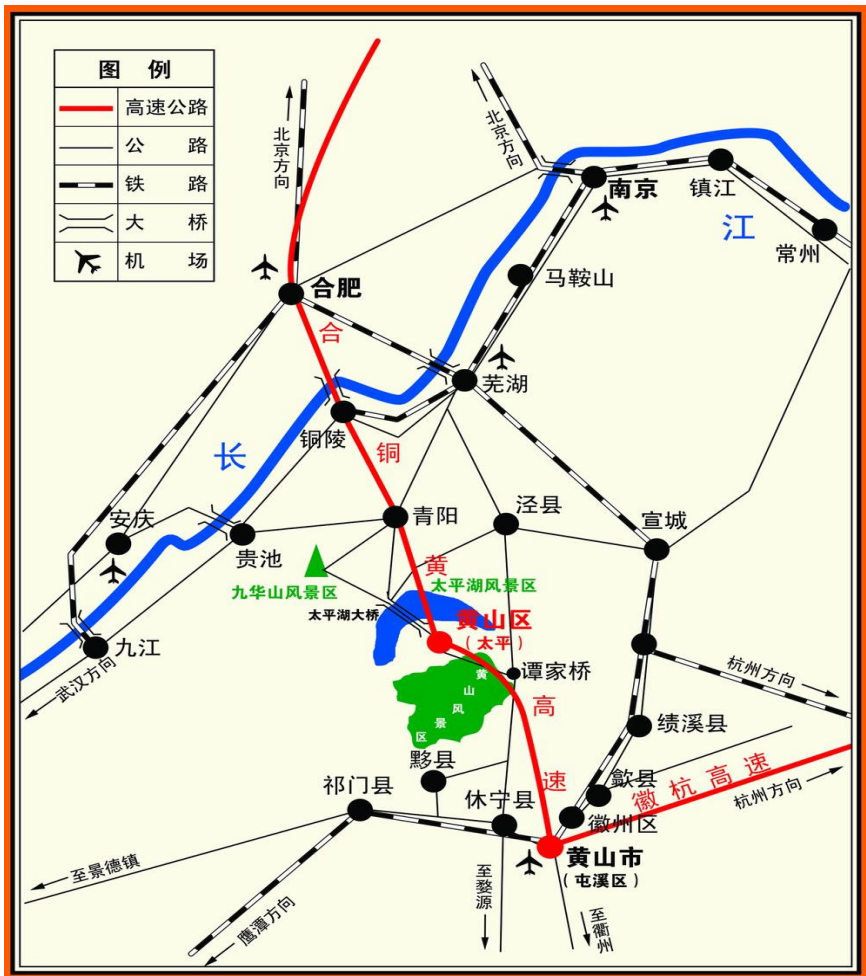 图 例
高速公路
公 路
铁 路
大 桥
机 场
北京方向
北京方向
南京
镇江
江
常州
马鞍山
合肥
合
芜湖
铜陵
长
铜
安庆
贵池
青阳
泾县
宣城
黄
九华山风景区
太平湖风景区
太平湖大桥
黄山区
(太平)
九江
武汉方向
谭家桥
杭州方向
黄山风景区
高
绩溪县
黟县
速
歙县
徽杭高速
杭州方向
祁门县
休宁县
徽州区
黄山市
(屯溪区)
至景德镇
鹰潭方向
至婺源
至衢州